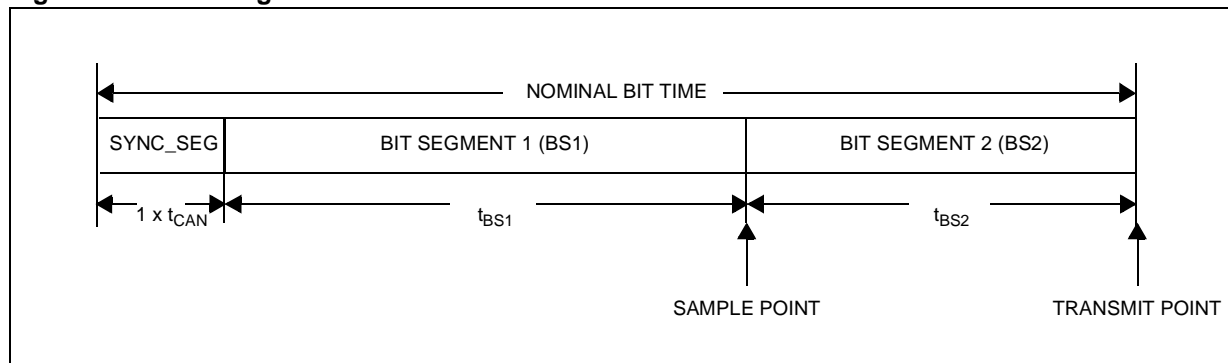 NOMINAL BIT TIME
SYNC_SEG BIT SEGMENT 1 (BS1) BIT SEGMENT 2 (BS2)
1 x tCAN tBS1 tBS2
SAMPLE POINT TRANSMIT POINT